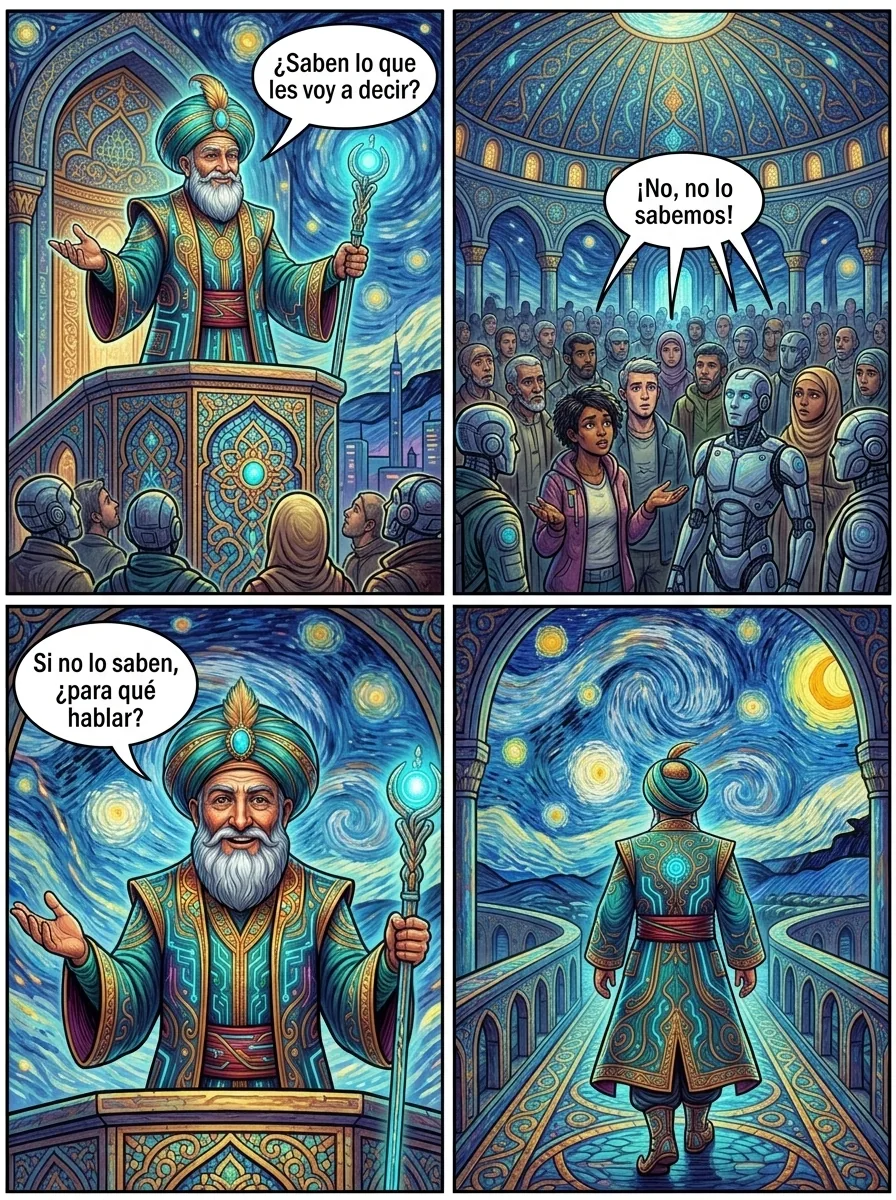 ¿Saben lo que
les voy a decir?
¡No, no lo
sabemos!
Si no lo saben,
¿para qué
hablar?